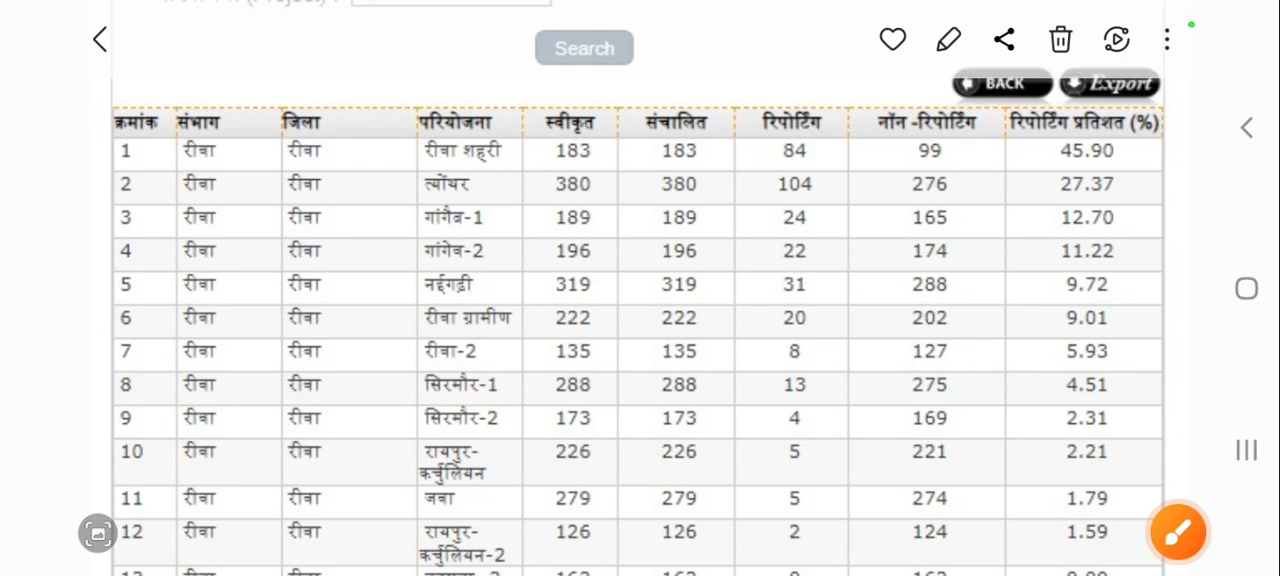 Search
BACK Export
क्रमांक संभाग जिला परियोजना स्वीकृत संचालित रिपोर्टिंग नॉन -रिपोर्टिंग रिपोर्टिंग प्रतिशत (%)
1 रीवा रीवा रीवा शहरी 183 183 84 99 45.90
2 रीवा रीवा त्योंथर 380 380 104 276 27.37
3 रीवा रीवा गांगैव-1 189 189 24 165 12.70
4 रीवा रीवा गांगेव-2 196 196 22 174 11.22
5 रीवा रीवा नईगढ़ी 319 319 31 288 9.72
6 रीवा रीवा रीवा ग्रामीण 222 222 20 202 9.01
7 रीवा रीवा रीवा-2 135 135 8 127 5.93
8 रीवा रीवा सिरमौर-1 288 288 13 275 4.51
9 रीवा रीवा सिरमौर-2 173 173 4 169 2.31
10 रीवा रीवा रायपुर- 226 226 5 221 2.21
कर्चुलियन
11 रीवा रीवा जवा 279 279 5 274 1.79
12 रीवा रीवा रायपुर- 126 126 2 124 1.59
कर्चुलियन-2